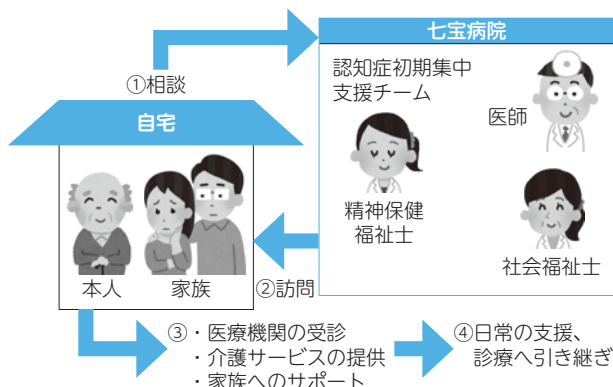 七宝病院
認知症初期集中
支援チーム
医師
精神保健
福祉士
社会福祉士
①相談
自宅
本人
家族
②訪問
③・医療機関の受診
・介護サービスの提供
・家族へのサポート
④日常の支援、
診療へ引き継ぎ